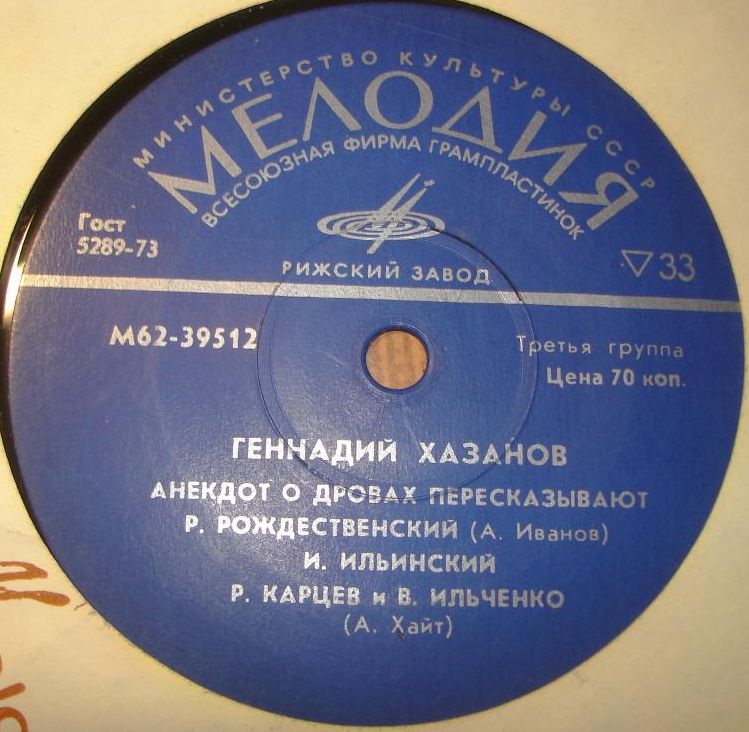 МИНИСТЕРСТВО КУЛЬТУРЫ СССР
МЕЛОДИЯ
ВСЕСОЮЗНАЯ ФИРМА ГРАМПЛАСТИНОК
Гост
5289-73
РИЖСКИЙ ЗАВОД
33
М62-39512
Третья группа
Цена 70 коп.
ГЕННАДИЙ ХАЗАНОВ
АНЕКДОТ О ДРОВАХ ПЕРЕСКАЗЫВАЮТ
Р. РОЖДЕСТВЕНСКИЙ (А. Иванов)
И. ИЛЬИНСКИЙ
Р. КАРЦЕВ и В. ИЛЬЧЕНКО
(А. Хайт)